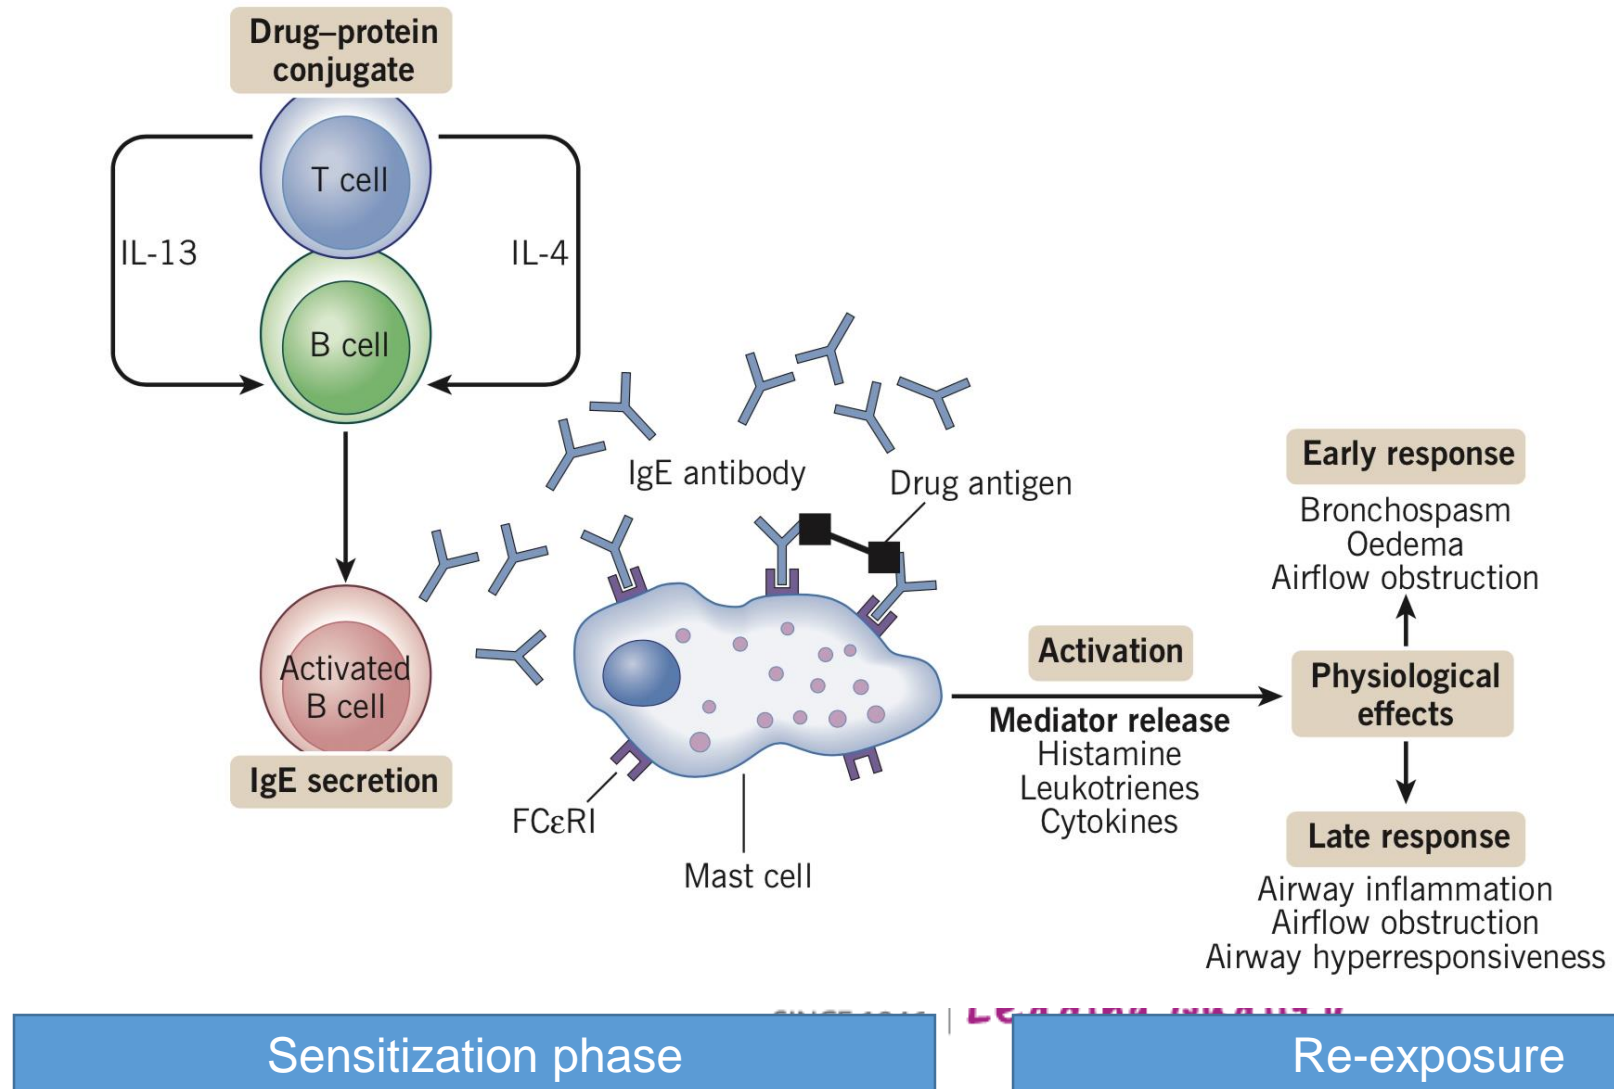 Drug–protein
conjugate
T cell
IL-13
IL-4
B cell
IgE antibody
Drug antigen
Early response
Bronchospasm
Oedema
Airflow obstruction
Activated
B cell
IgE secretion
FCεRI
Mast cell
Activation
Mediator release
Histamine
Leukotrienes
Cytokines
Physiological
effects
Late response
Airway inflammation
Airflow obstruction
Airway hyperresponsiveness
Sensitization phase
Re-exposure